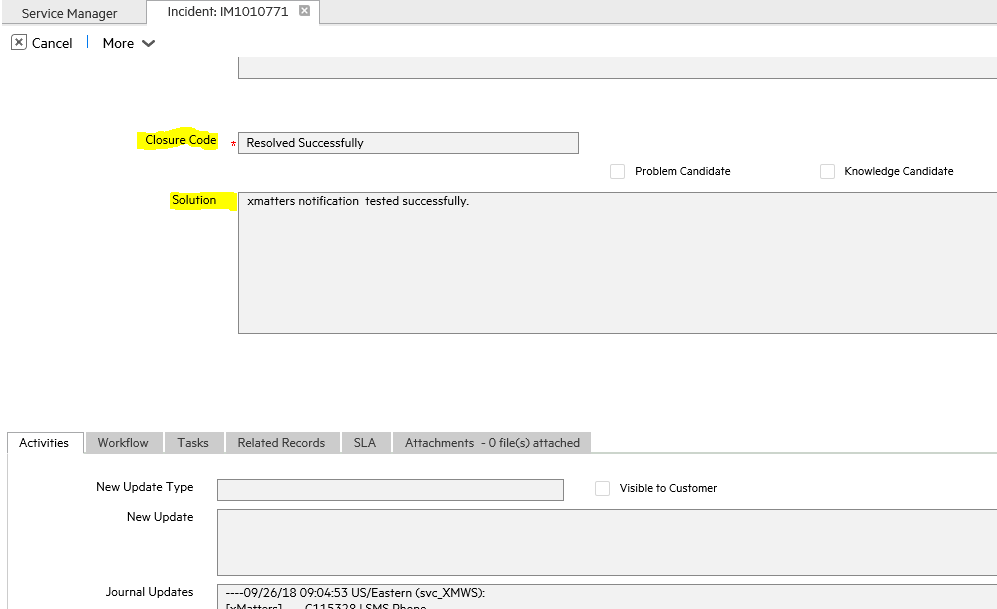 Service Manager
Incident: IM1010771
Cancel
More
Closure Code
* Resolved Successfully
Problem Candidate
Knowledge Candidate
Solution
xmatters notification tested successfully.
Activities
Workflow
Tasks
Related Records
SLA
Attachments - 0 file(s) attached
New Update Type
Visible to Customer
New Update
Journal Updates
----09/26/18 09:04:53 US/Eastern (svc_XMWS):
[xMatters] C115328 | SMS Phone